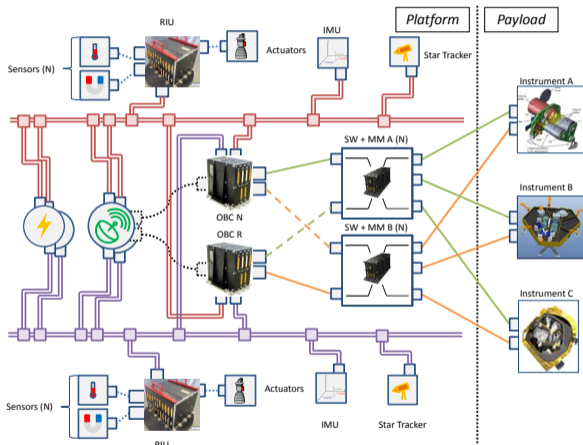 RIU
IMU
Platform
Payload
Sensors (N)
Actuators
Star Tracker
Instrument A
SW + MM A (N)
OBC N
Instrument B
OBC R
SW + MM B (N)
Instrument C
Sensors (N)
Actuators
IMU
Star Tracker
RIU